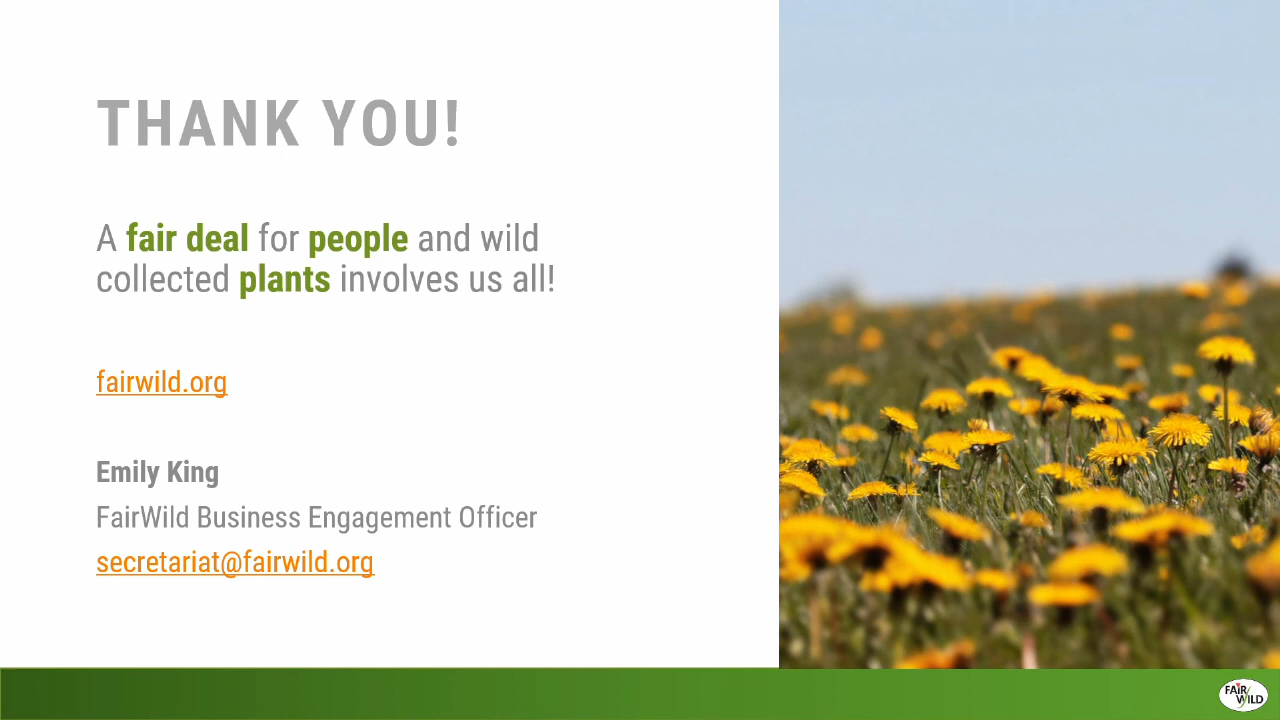 THANK YOU!
A fair deal for people and wild
collected plants involves us all!
fairwild.org
Emily King
FairWild Business Engagement Officer
secretariat@fairwild.org
FAIR
WILD